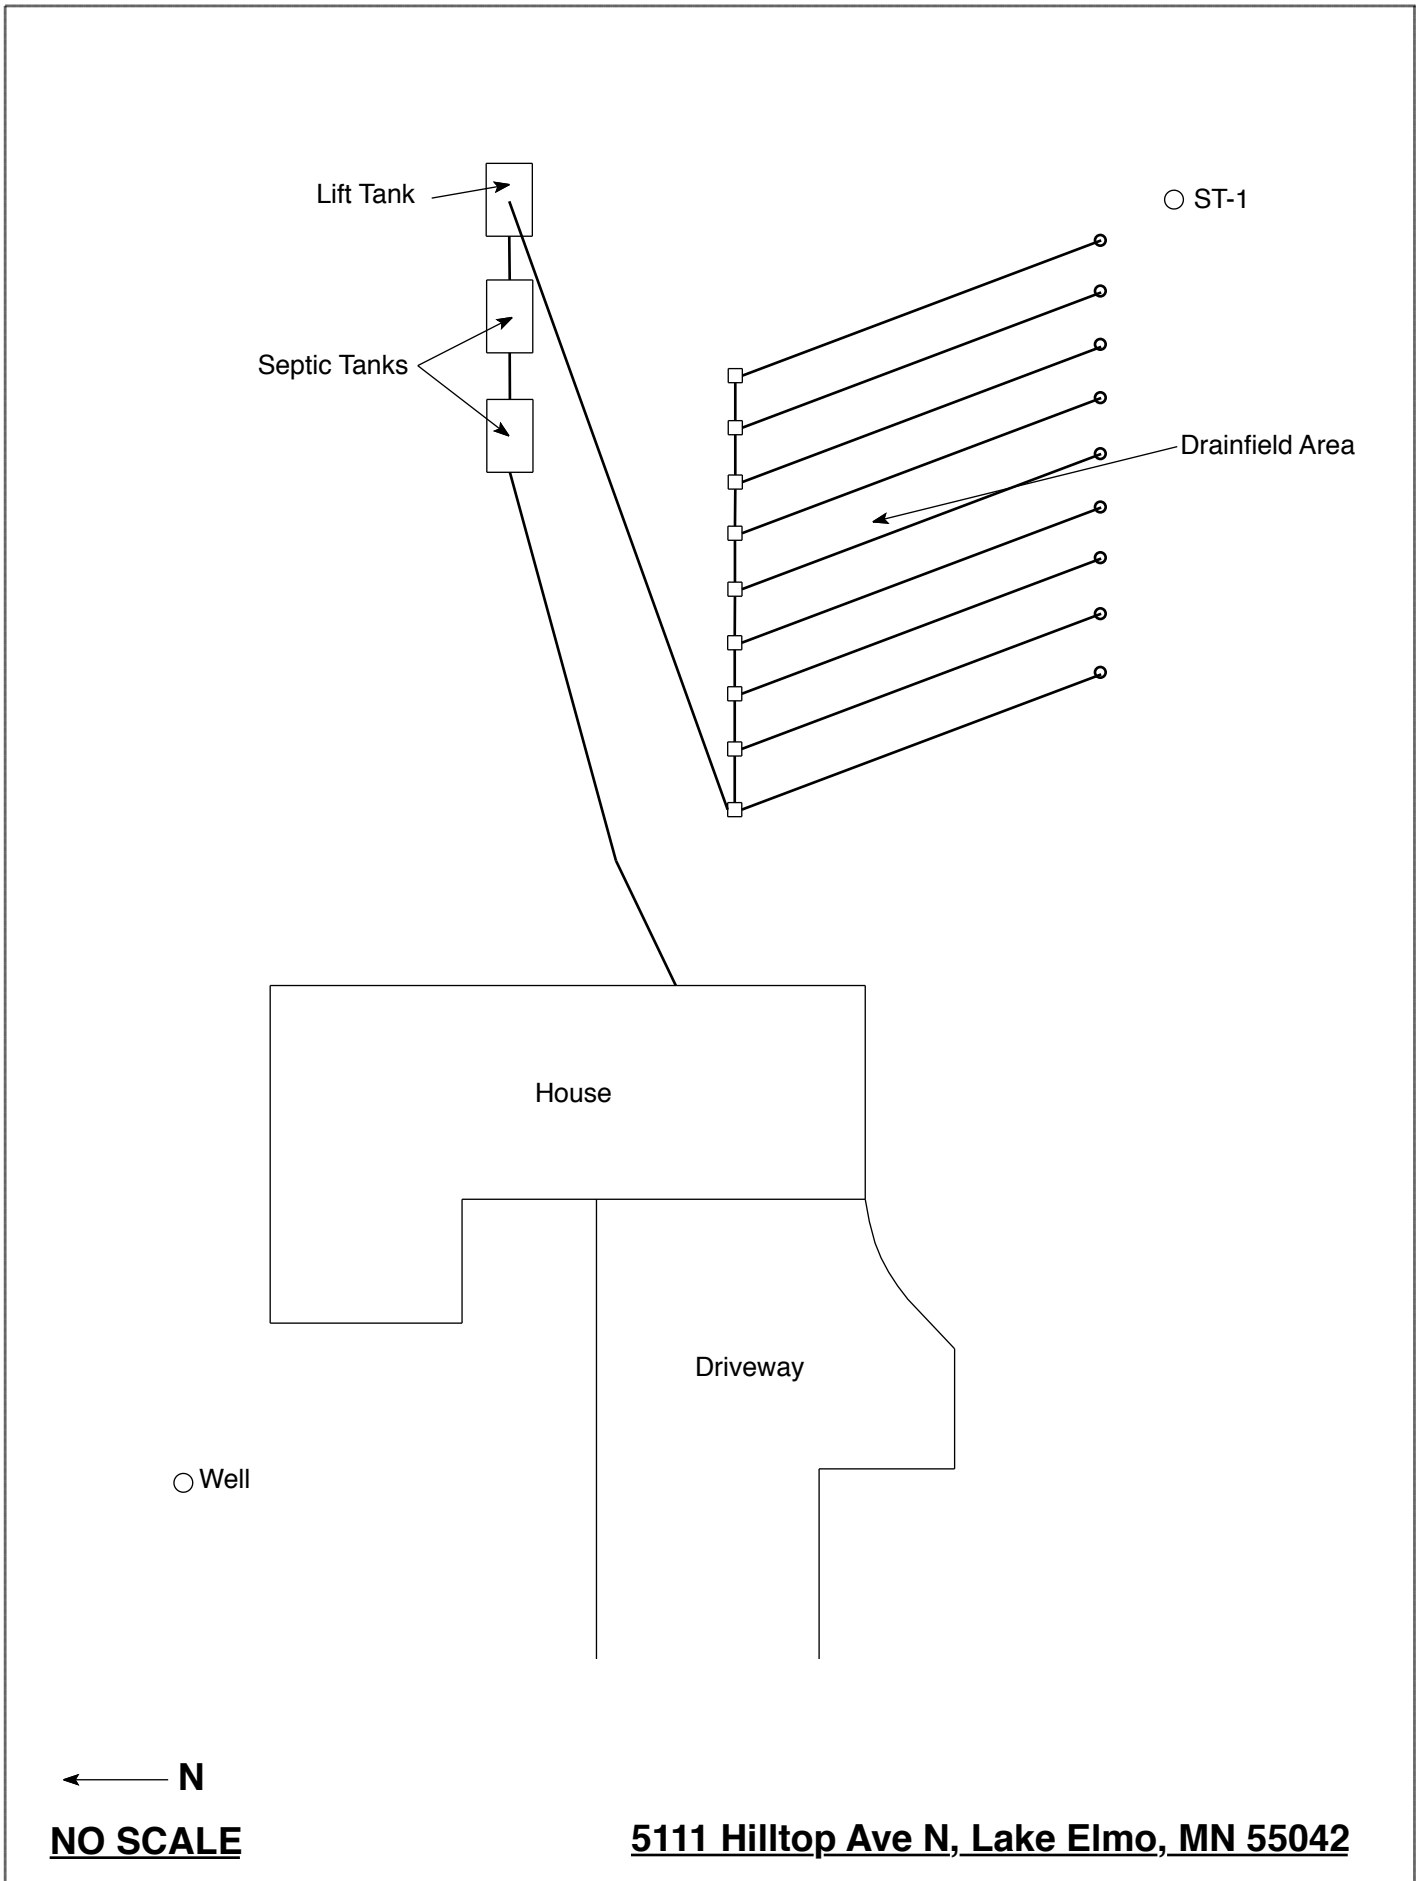 Lift Tank
ST-1
Septic Tanks
Drainfield Area
House
Driveway
Well
N
NO SCALE
5111 Hilltop Ave N, Lake Elmo, MN 55042